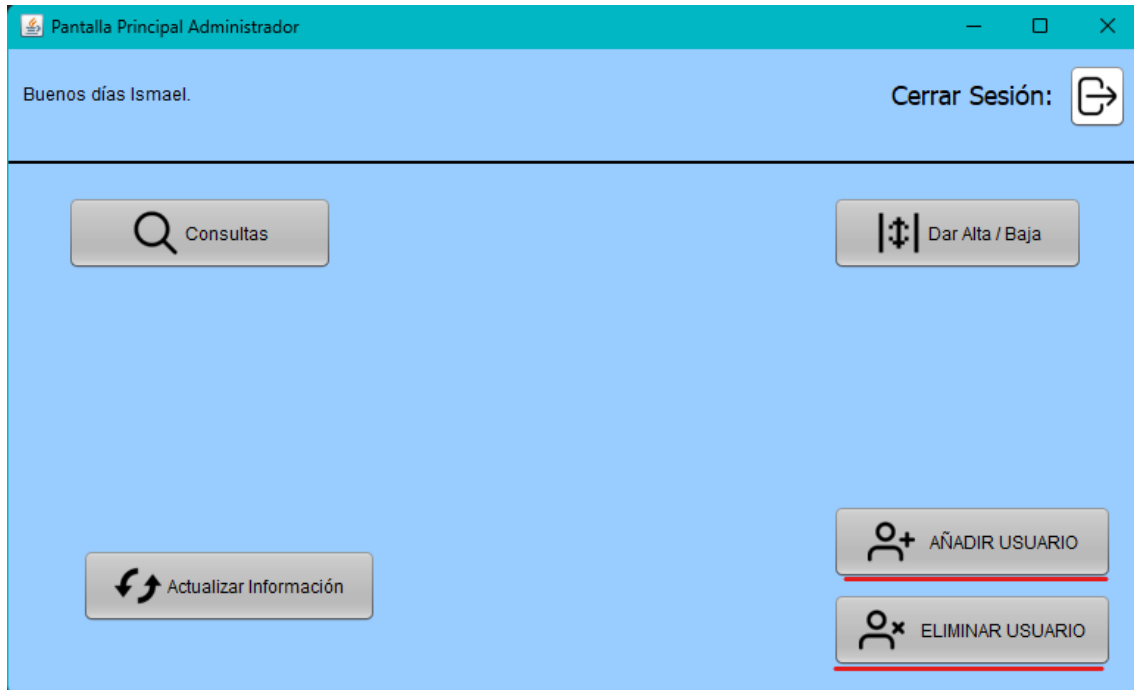 Pantalla Principal Administrador
Buenos días Ismael.
Cerrar Sesión:
Consultas
Dar Alta / Baja
AÑADIR USUARIO
Actualizar Información
ELIMINAR USUARIO